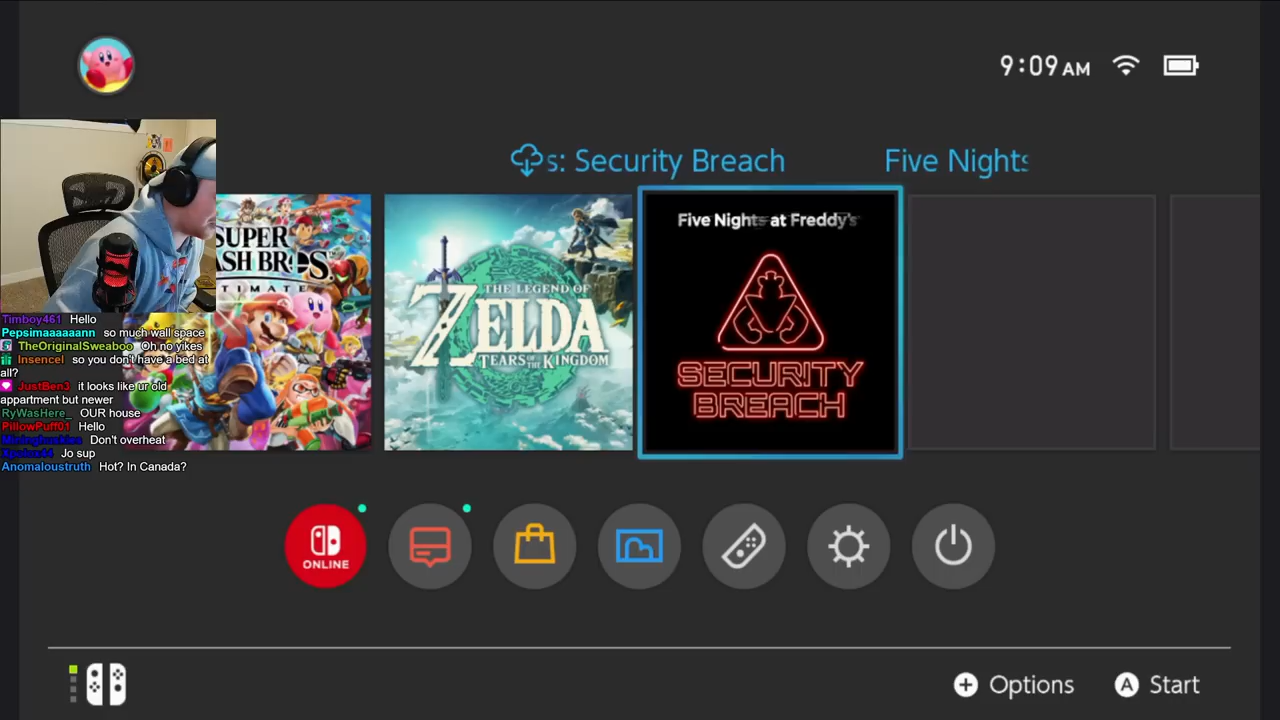 9:09 AM
s: Security Breach Five Nights
SUPER
ASH BROS.
ULTIMATE
THE LEGEND OF
ZELDA
TEARS OF THE KINGDOM
Five Nights at Freddy's
SECURITY
BREACH
Timboy461 Hello
Pepsimaaaaaann so much wall space
TheOriginalSweaboo Oh no yikes
Insencel so you don't have a bed at
all?
JustBen3 it looks like ur old
appartment but newer
RyWasHere_ OUR house
PillowPuff01 Hello
Don't overheat
Jo sup
Anomaloustruth Hot? In Canada?
ONLINE
+ Options
A Start